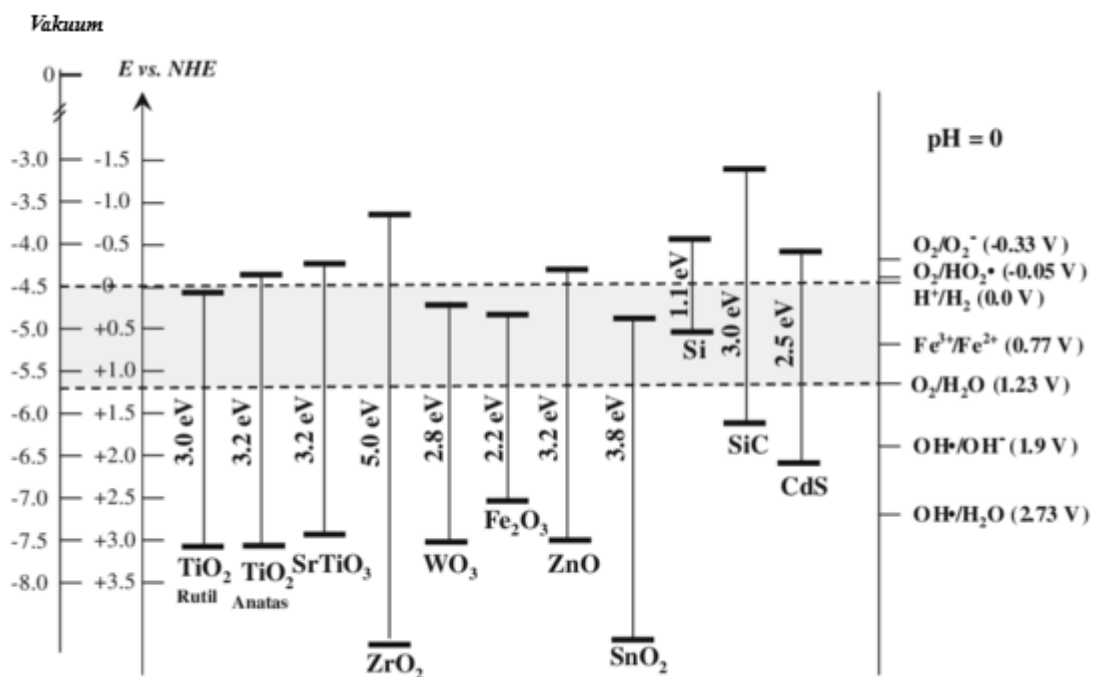 Vakuum
0
E vs. NHE
-3.0
-3.5
-4.0
-4.5
-5.0
-5.5
-6.0
-6.5
-7.0
-7.5
-8.0
-1.5
-1.0
-0.5
0
+0.5
+1.0
+1.5
+2.0
+2.5
+3.0
+3.5
3.0 eV
TiO₂
Rutil
3.2 eV
TiO₂
Anatas
3.2 eV
SrTiO₃
5.0 eV
ZrO₂
2.8 eV
WO₃
2.2 eV
Fe₂O₃
3.2 eV
ZnO
3.8 eV
SnO₂
1.1 eV
Si
3.0 eV
SiC
2.5 eV
CdS
pH = 0
O₂/O₂⁻ (-0.33 V)
O₂/HO₂• (-0.05 V)
H⁺/H₂ (0.0 V)
Fe³⁺/Fe²⁺ (0.77 V)
O₂/H₂O (1.23 V)
OH•/OH⁻ (1.9 V)
OH•/H₂O (2.73 V)